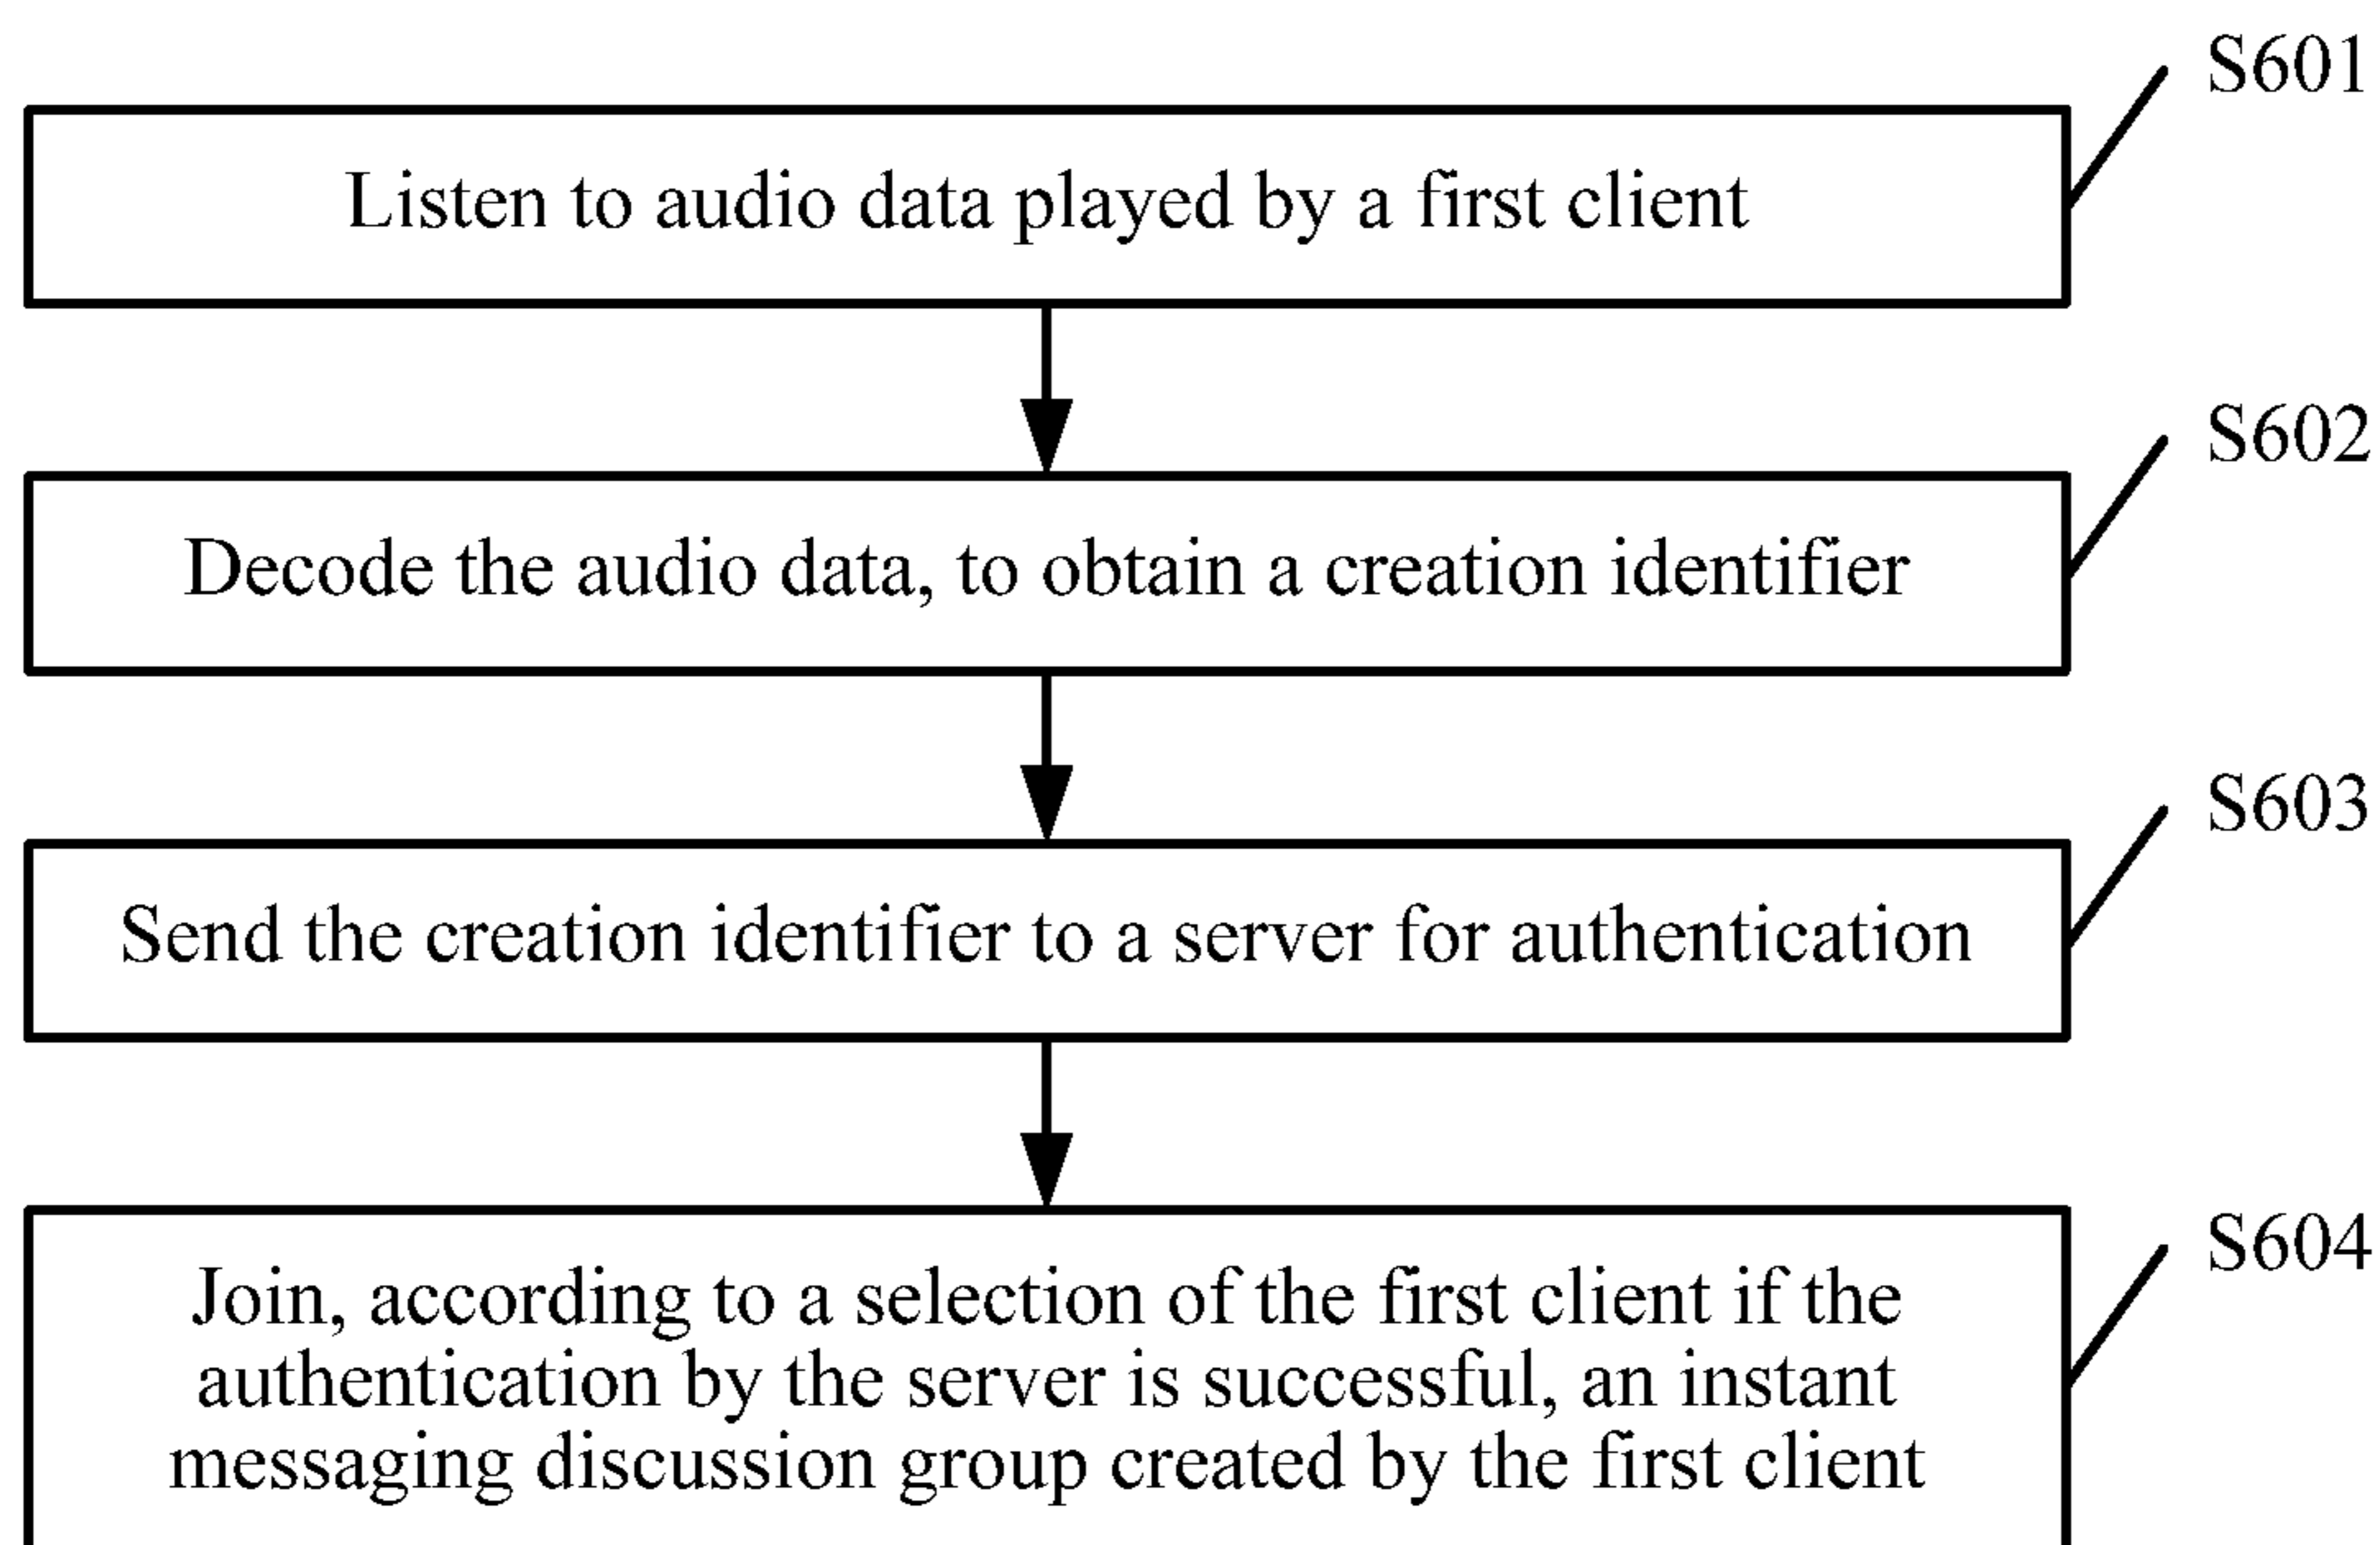 S601
Listen to audio data played by a first client
S602
Decode the audio data, to obtain a creation identifier
S603
Send the creation identifier to a server for authentication
S604
Join, according to a selection of the first client if the
authentication by the server is successful, an instant
messaging discussion group created by the first client